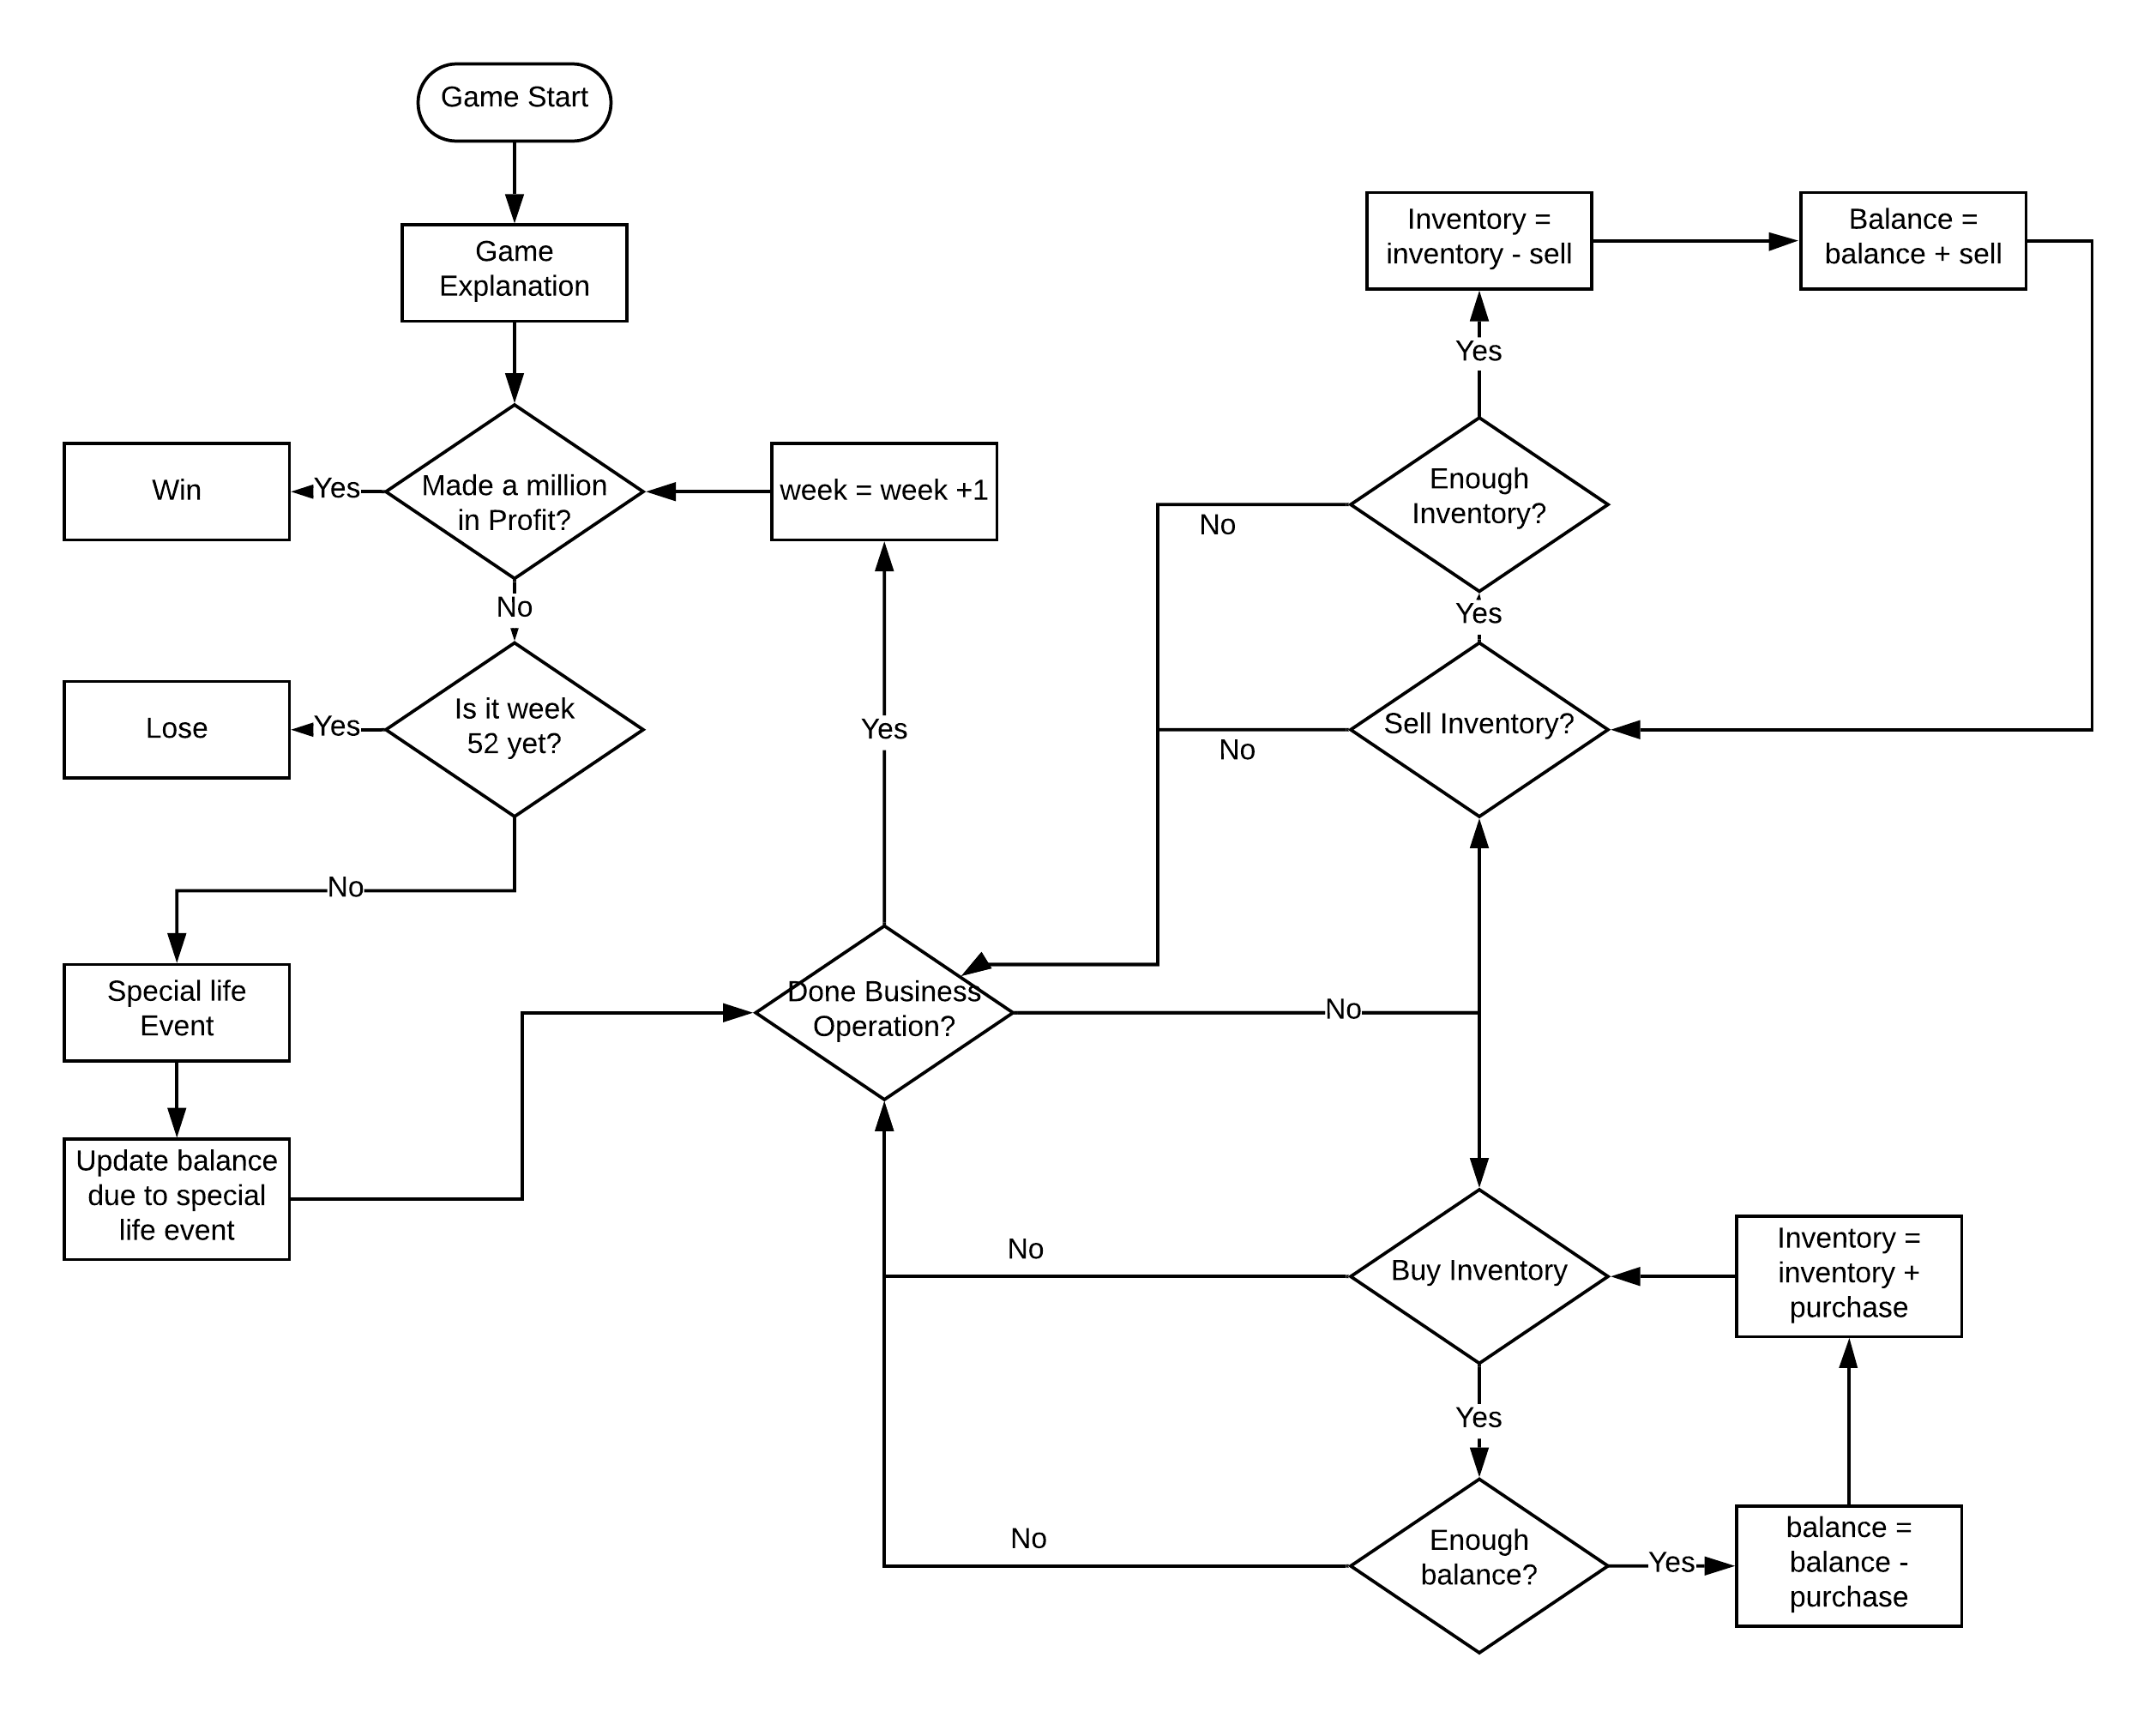 Game Start
Game
Explanation
Made a million
in Profit?
Yes
Win
No
week = week +1
Is it week
52 yet?
Yes
Lose
No
Special life
Event
Update balance
due to special
life event
Done Business
Operation?
Yes
No
Inventory =
inventory - sell
Balance =
balance + sell
Yes
Enough
Inventory?
No
Yes
Sell Inventory?
No
Buy Inventory
No
Yes
Inventory =
inventory +
purchase
Enough
balance?
No
Yes
balance =
balance -
purchase